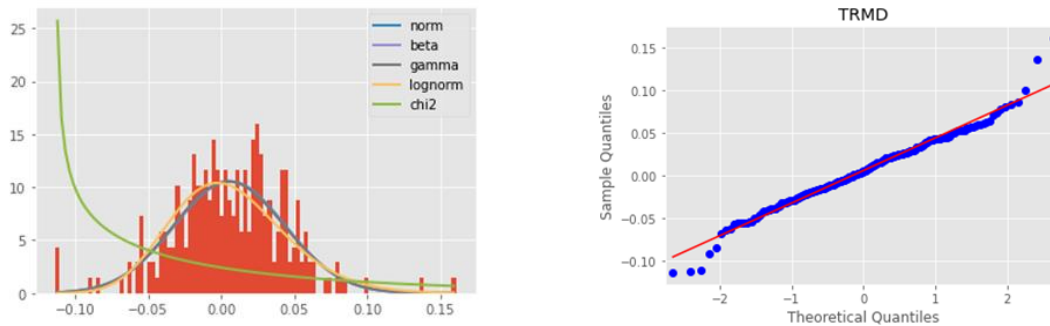 25
20
15
10
5
0
−0.10 −0.05 0.00 0.05 0.10 0.15
norm
beta
gamma
lognorm
chi2
TRMD
Sample Quantiles
0.15
0.10
0.05
0.00
−0.05
−0.10
−2 −1 0 1 2
Theoretical Quantiles